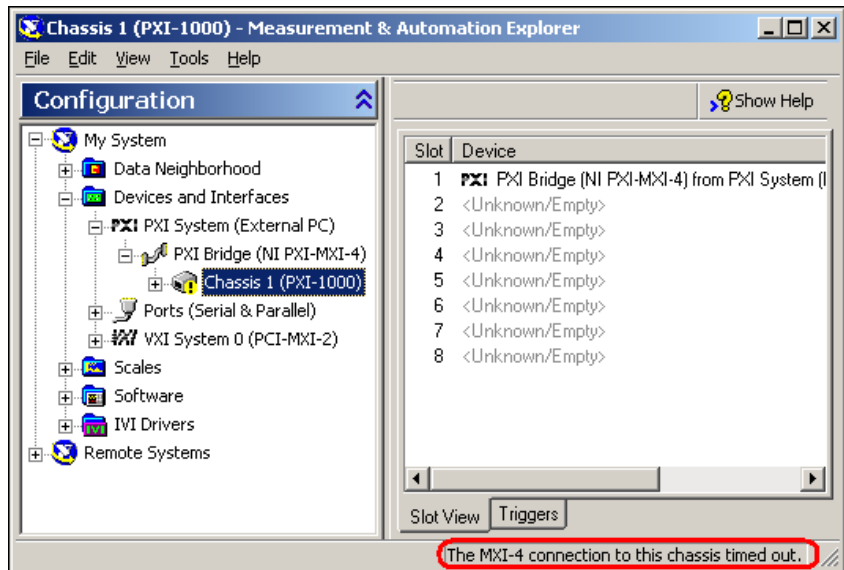 Chassis 1 (PXI-1000) - Measurement & Automation Explorer
File Edit View Tools Help
Configuration
Show Help
My System
Data Neighborhood
Devices and Interfaces
PXI PXI System (External PC)
PXI Bridge (NI PXI-MXI-4)
Chassis 1 (PXI-1000)
Ports (Serial & Parallel)
VXI VXI System 0 (PCI-MXI-2)
Scales
Software
IVI IVI Drivers
Remote Systems
Slot Device
1 PXI PXI Bridge (NI PXI-MXI-4) from PXI System (
2 <Unknown/Empty>
3 <Unknown/Empty>
4 <Unknown/Empty>
5 <Unknown/Empty>
6 <Unknown/Empty>
7 <Unknown/Empty>
8 <Unknown/Empty>
Slot View Triggers
The MXI-4 connection to this chassis timed out.